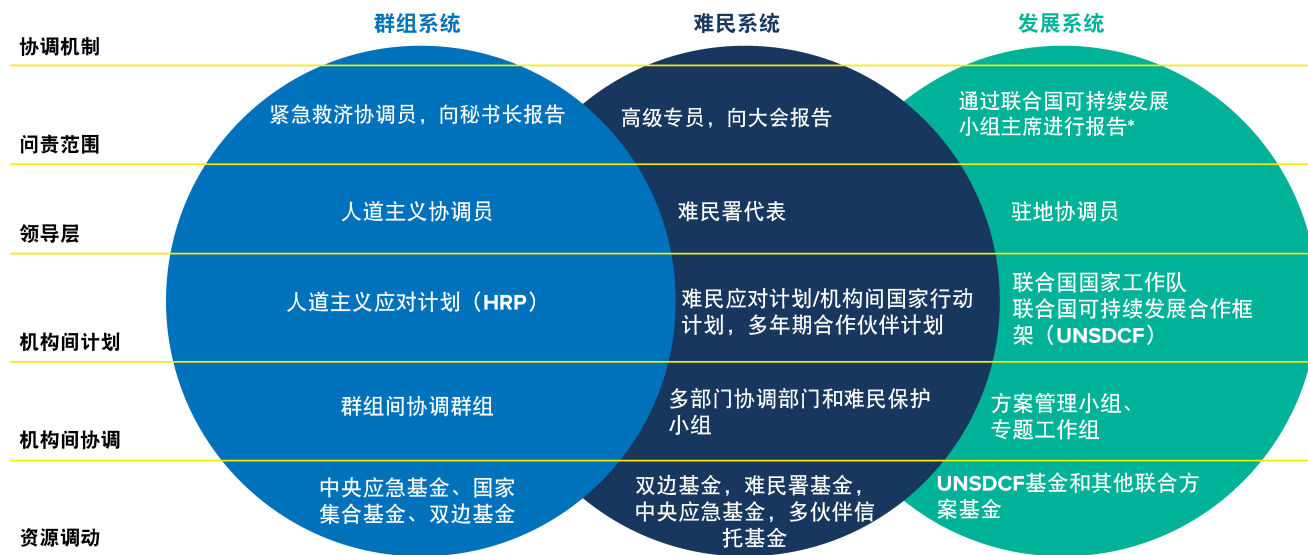 群组系统
难民系统
发展系统
协调机制
紧急救济协调员，向秘书长报告
高级专员，向大会报告
通过联合国可持续发展
小组主席进行报告*
问责范围
人道主义协调员
难民署代表
驻地协调员
领导层
人道主义应对计划（HRP）
难民应对计划/机构间国家行动
计划，多年期合作伙伴计划
联合国国家工作队
联合国可持续发展合作框
架（UNSDCF）
机构间计划
群组间协调群组
多部门协调部门和难民保护
小组
方案管理小组、
专题工作组
机构间协调
中央应急基金、国家
集合基金、双边基金
双边基金，难民署基金，
中央应急基金，多伙伴信
托基金
UNSDCF基金和其他联合方
案基金
资源调动